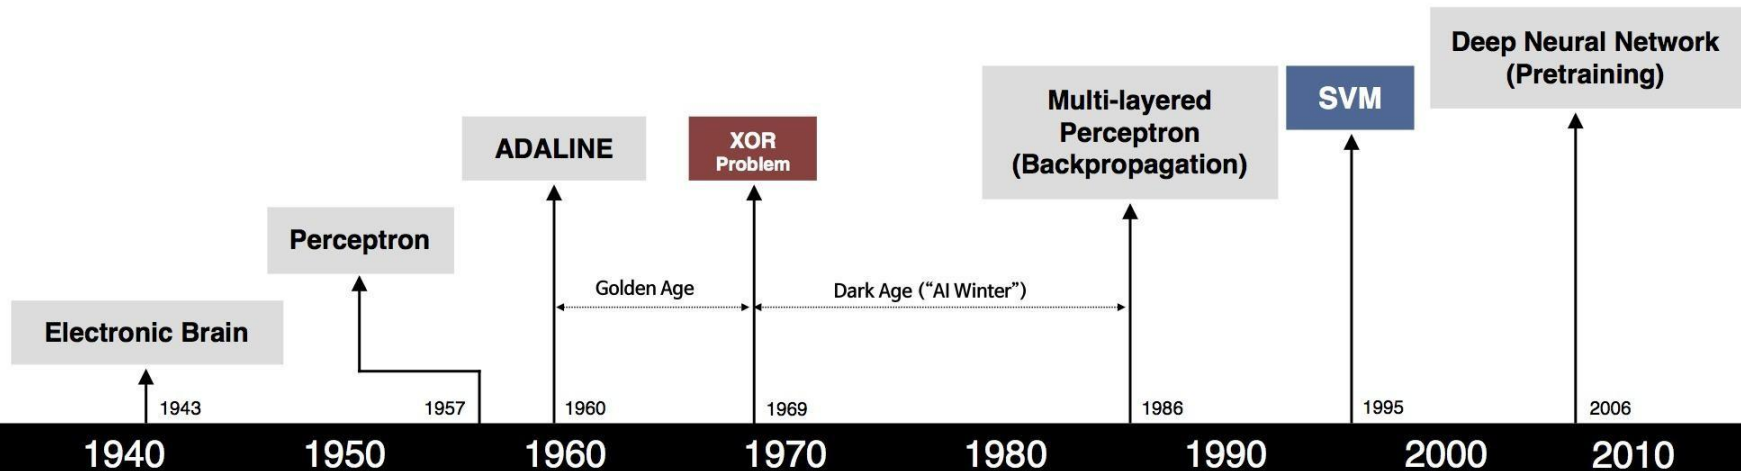 Deep Neural Network
(Pretraining)
Multi-layered
Perceptron
(Backpropagation)
SVM
ADALINE
XOR
Problem
Perceptron
Golden Age
Dark Age (“AI Winter”)
Electronic Brain
1943
1957
1960
1969
1986
1995
2006
1940
1950
1960
1970
1980
1990
2000
2010